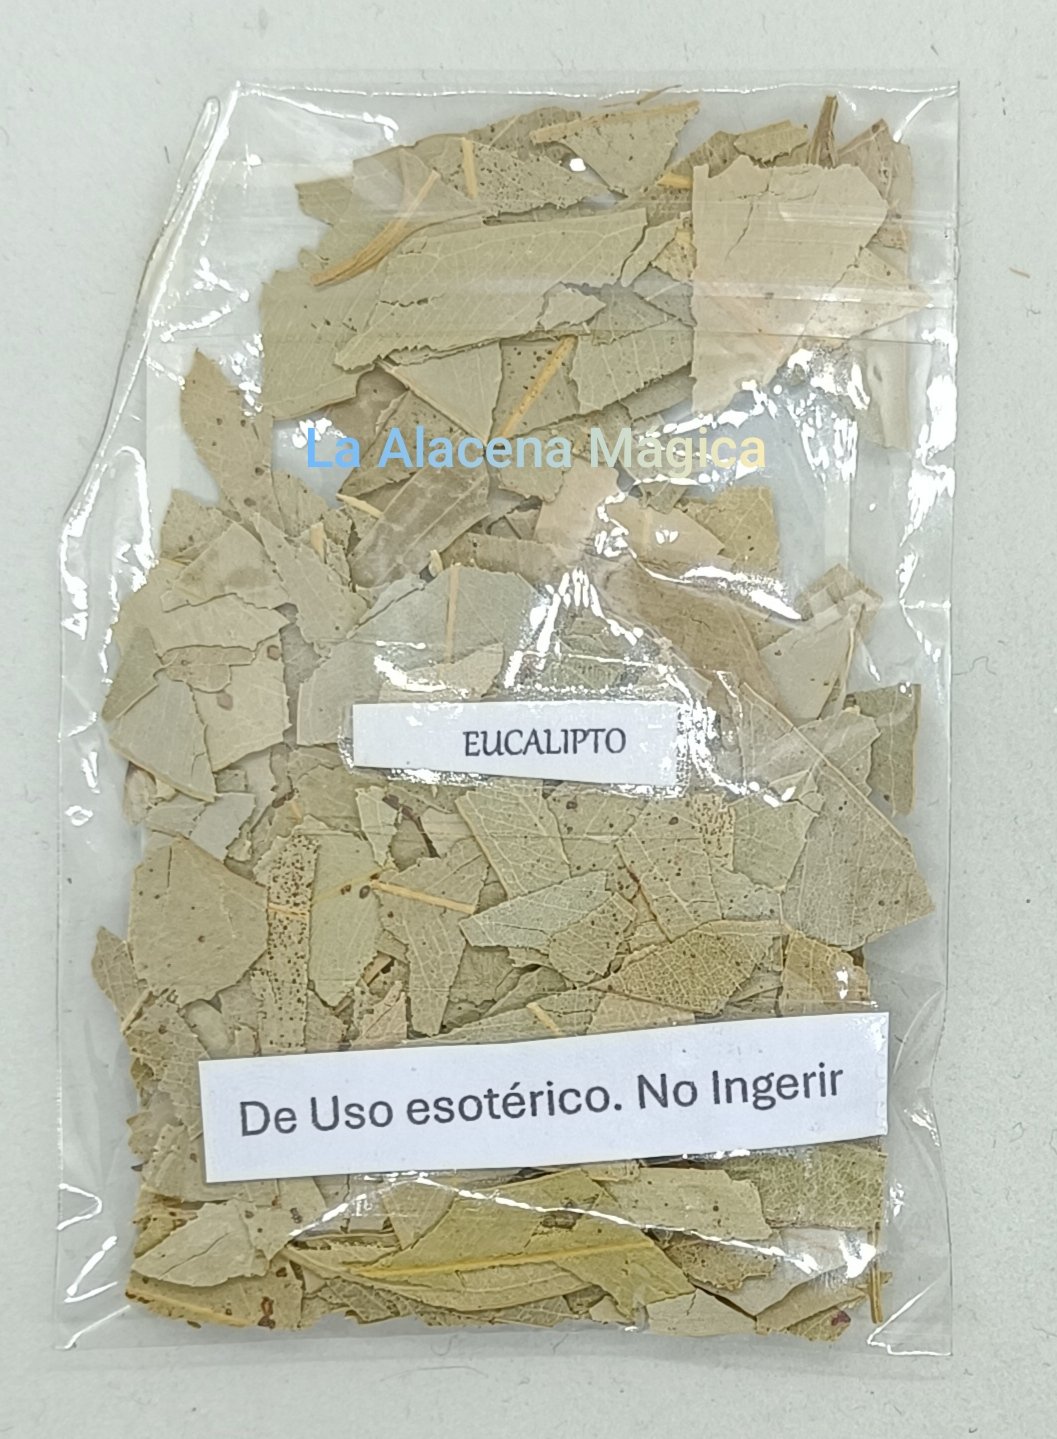 La Alacena Mágica
EUCALIPTO
De Uso esotérico. No Ingerir